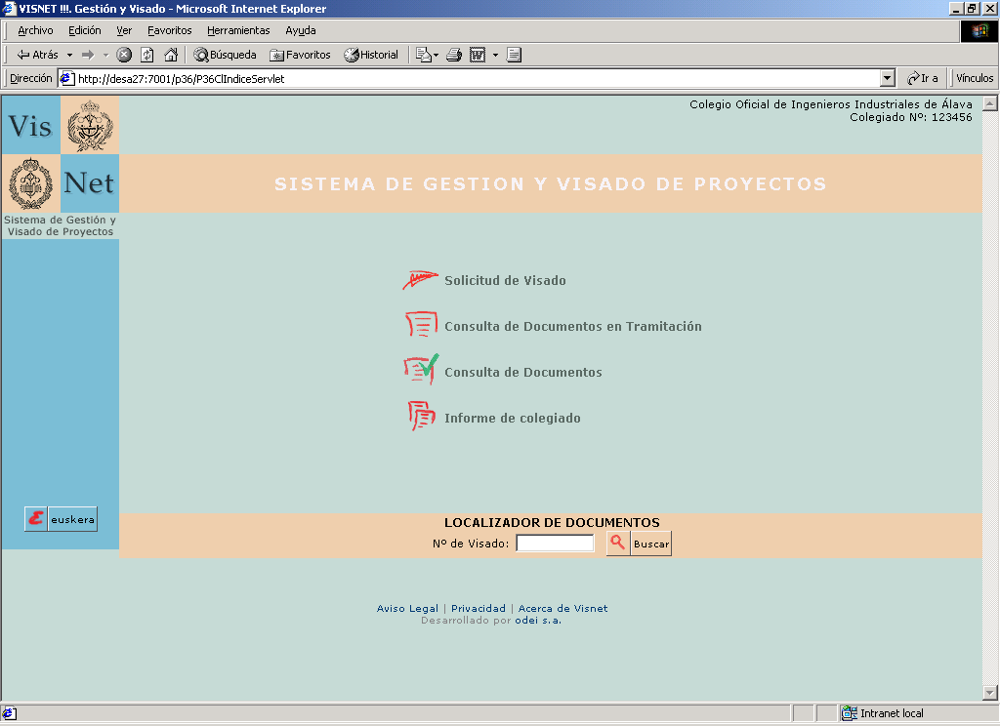 VISNET !!!. Gestión y Visado - Microsoft Internet Explorer
Archivo Edición Ver Favoritos Herramientas Ayuda
Atrás Búsqueda Favoritos Historial
Dirección http://desa27:7001/p36/P36ClIndiceServlet Ir a Vínculos
Colegio Oficial de Ingenieros Industriales de Álava
Colegiado Nº: 123456
Vis
Net
Sistema de Gestión y
Visado de Proyectos
SISTEMA DE GESTION Y VISADO DE PROYECTOS
Solicitud de Visado
Consulta de Documentos en Tramitación
Consulta de Documentos
Informe de colegiado
euskera
LOCALIZADOR DE DOCUMENTOS
Nº de Visado: Buscar
Aviso Legal | Privacidad | Acerca de Visnet
Desarrollado por odei s.a.
Intranet local